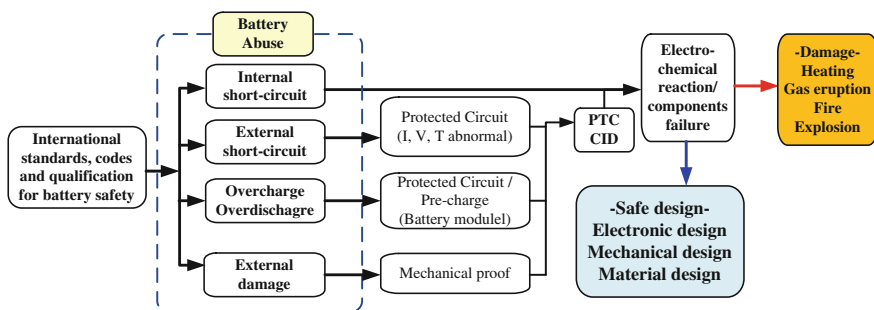 Battery
Abuse
International
standards, codes
and qualification
for battery safety
Internal
short-circuit
External
short-circuit
Overcharge
Overdischagre
External
damage
Protected Circuit
(I, V, T abnormal)
Protected Circuit /
Pre-charge
(Battery modulel)
Mechanical proof
PTC
CID
Electro-
chemical
reaction/
components
failure
-Damage-
Heating
Gas eruption
Fire
Explosion
-Safe design-
Electronic design
Mechanical design
Material design